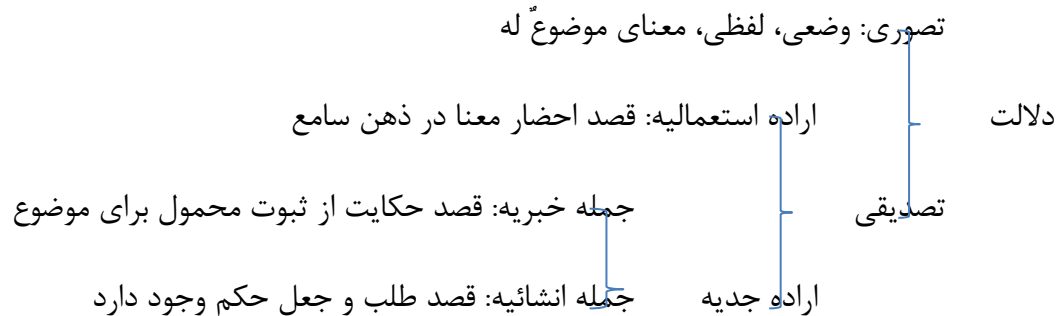 تصوری: وضعی، لفظی، معنای موضوعٌ له
دلالت اراده استعمالیه: قصد احضار معنا در ذهن سامع
تصدیقی جمله خبریه: قصد حکایت از ثبوت محمول برای موضوع
اراده جدیه جمله انشائیه: قصد طلب و جعل حکم وجود دارد